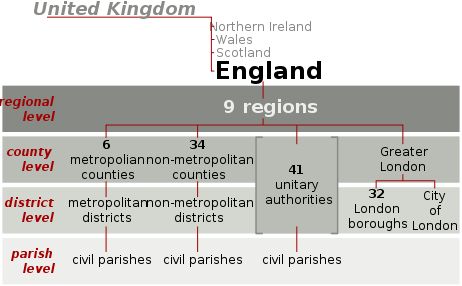 United Kingdom
Northern Ireland
Wales
Scotland
England
regional
level
9 regions
county
level
6
metropolian
counties
34
non-metropolitan
counties
41
unitary
authorities
Greater
London
district
level
metropolitan
districts
non-metropolitan
districts
32
London
boroughs
City
of
London
parish
level
civil parishes
civil parishes
civil parishes